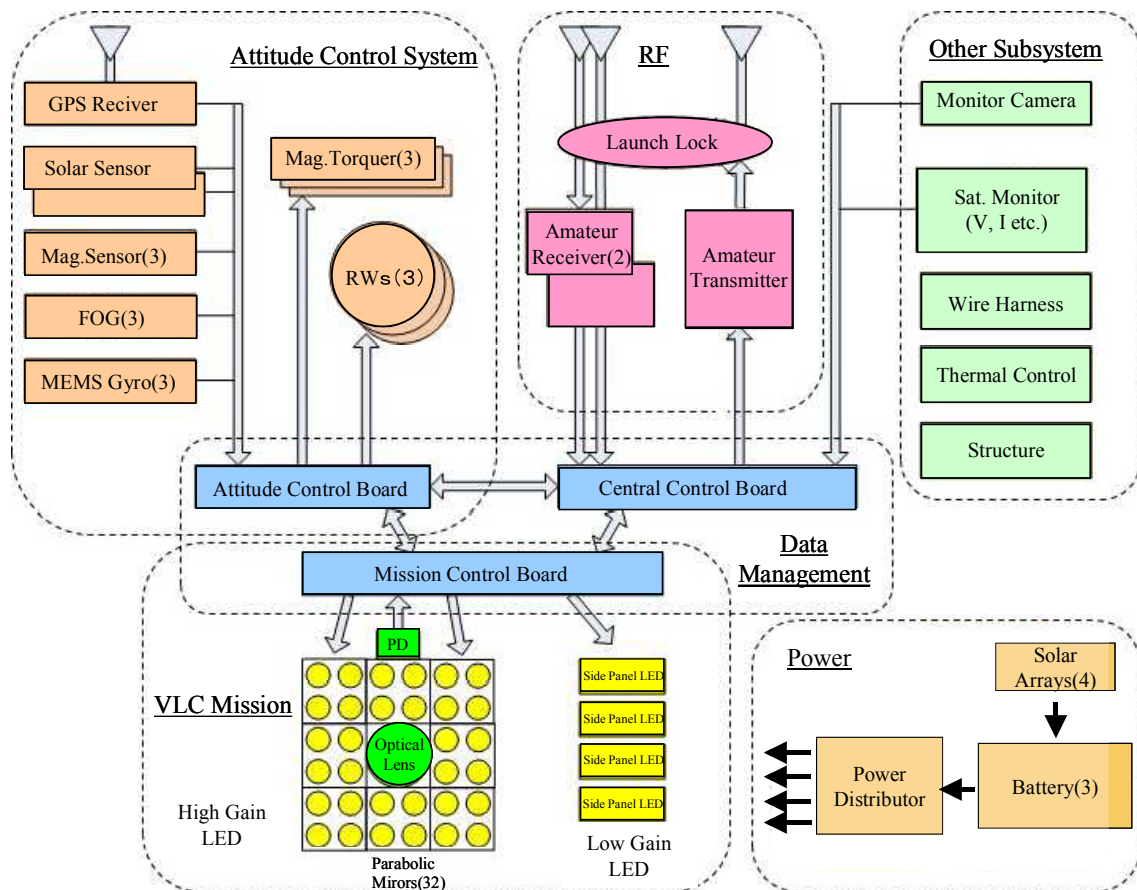 Attitude Control System
GPS Reciver
Solar Sensor
Mag.Sensor(3)
FOG(3)
MEMS Gyro(3)
Mag.Torquer(3)
RWs(3)
RF
Launch Lock
Amateur
Receiver(2)
Amateur
Transmitter
Other Subsystem
Monitor Camera
Sat. Monitor
(V, I etc.)
Wire Harness
Thermal Control
Structure
Attitude Control Board
Central Control Board
Mission Control Board
Data
Management
VLC Mission
PD
Optical
Lens
High Gain
LED
Parabolic
Mirors(32)
Side Panel LED
Side Panel LED
Side Panel LED
Side Panel LED
Low Gain
LED
Power
Solar
Arrays(4)
Power
Distributor
Battery(3)